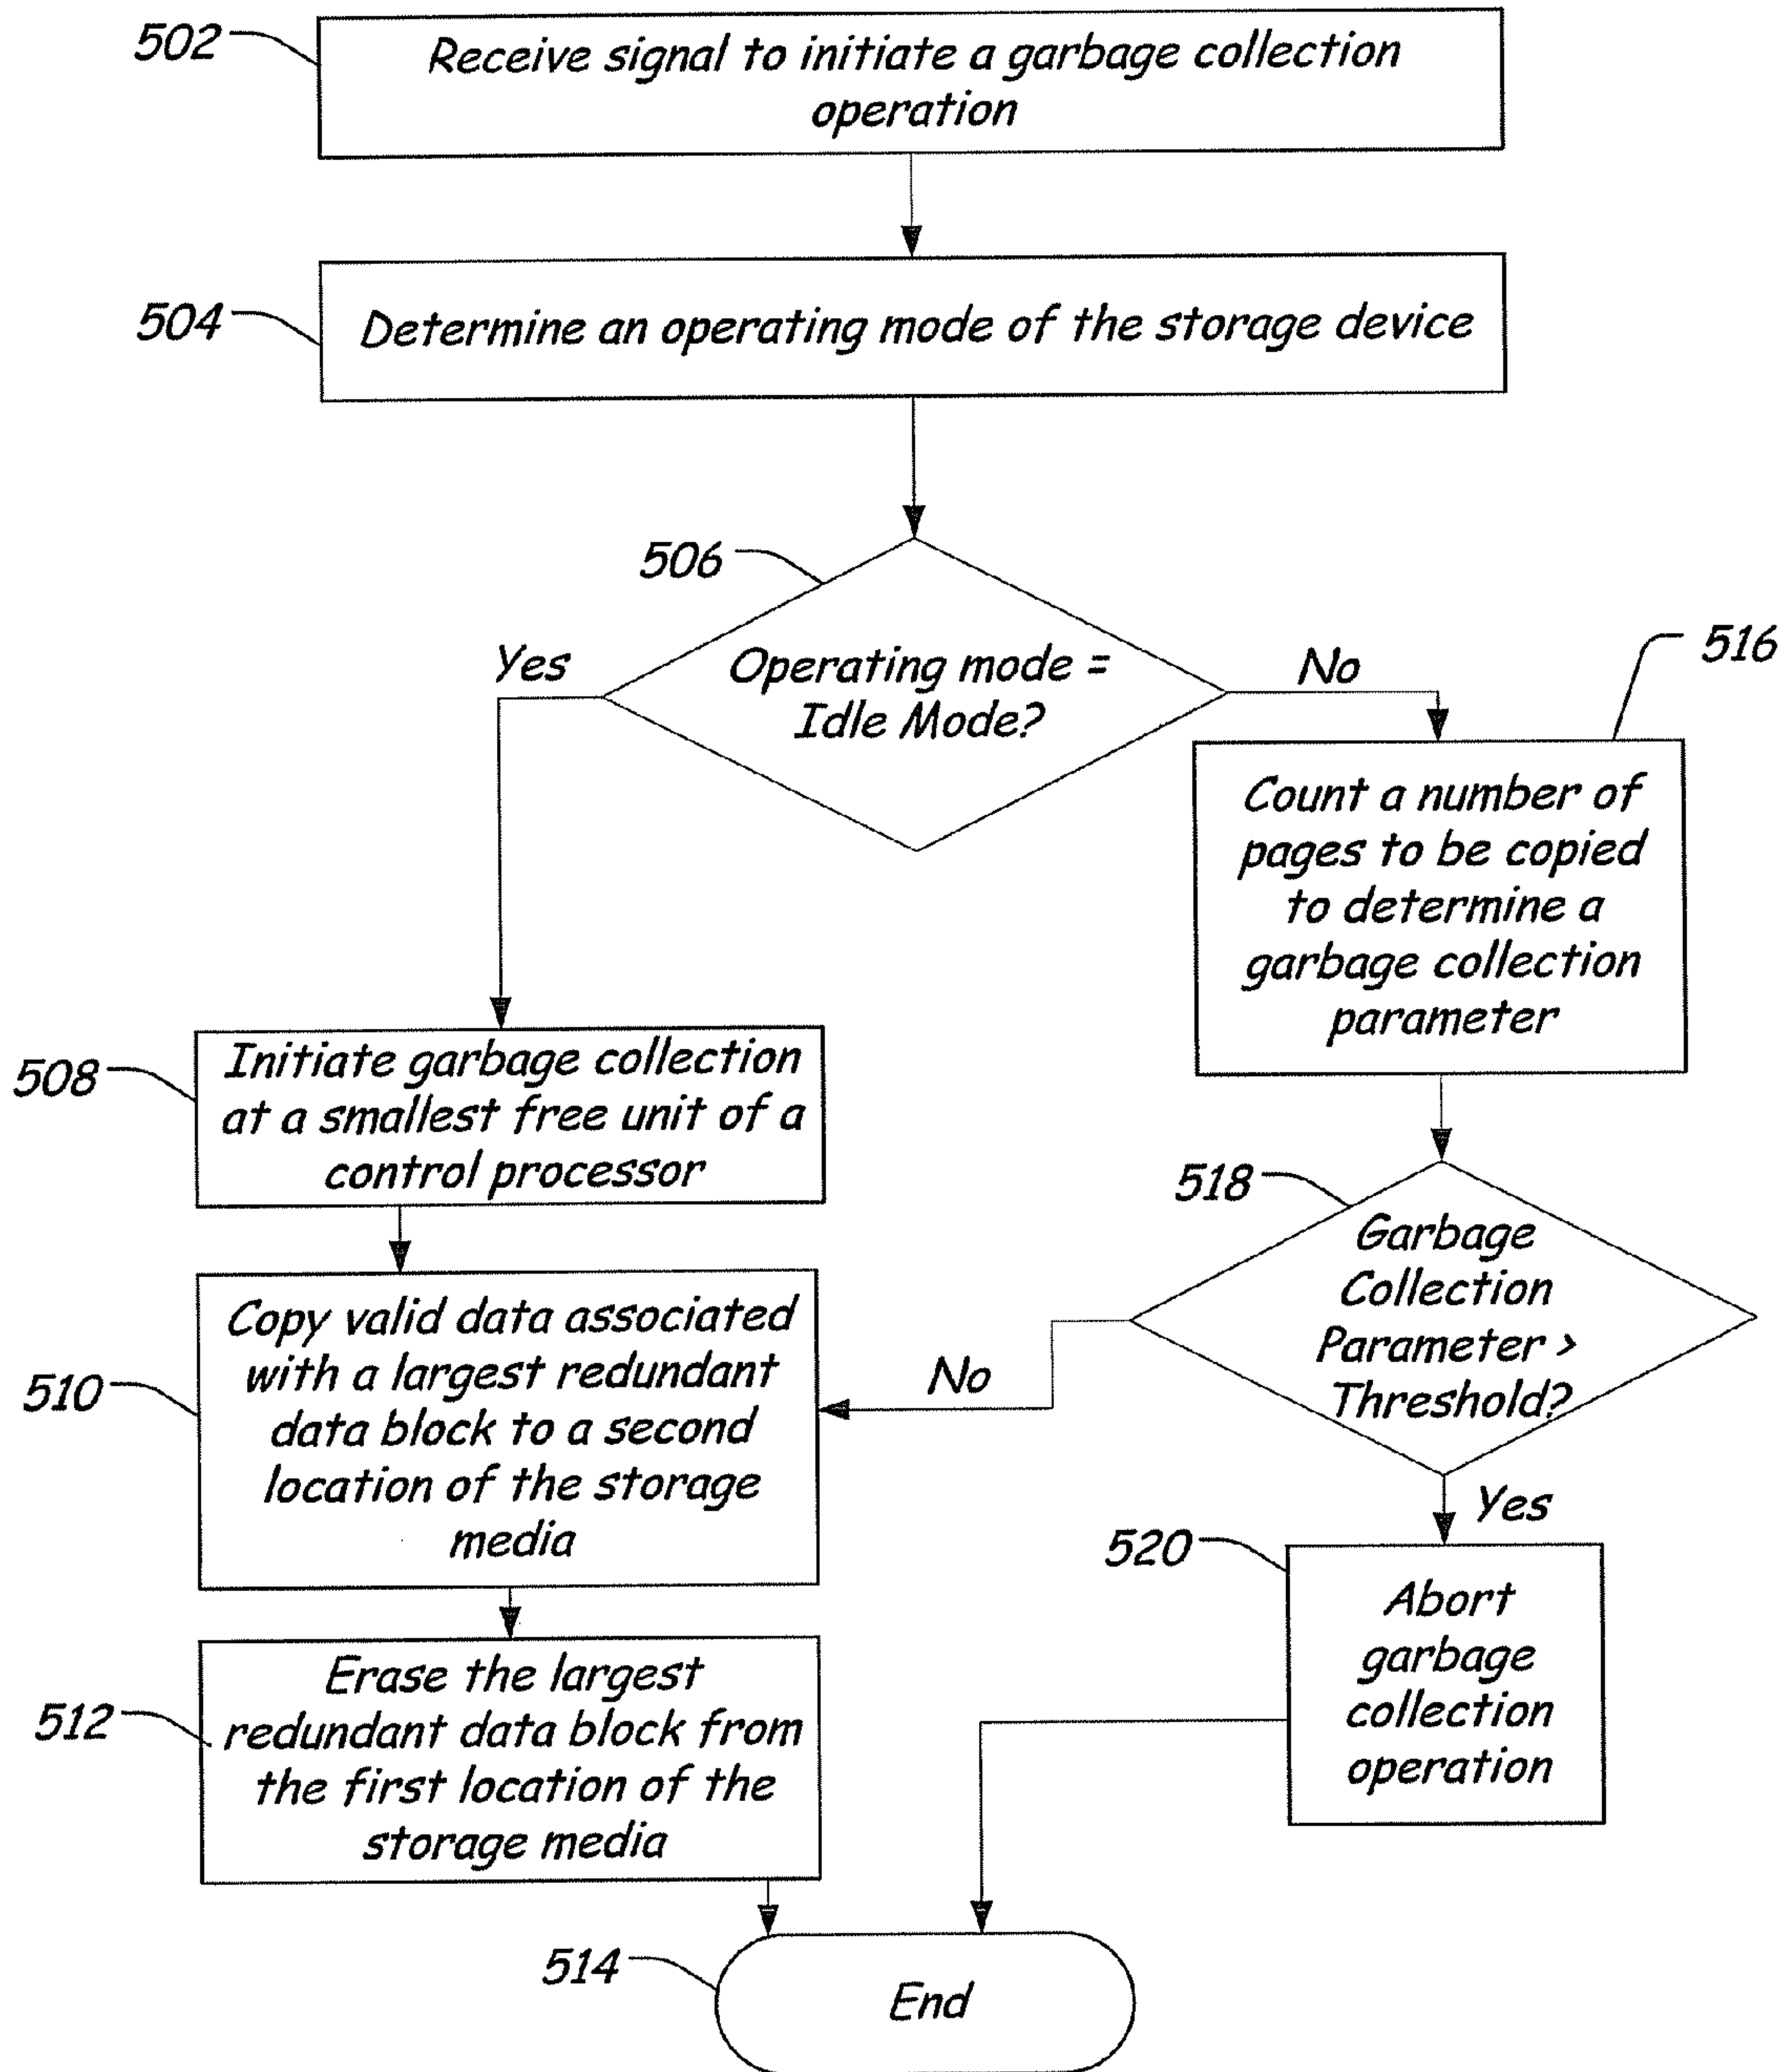 502
Receive signal to initiate a garbage collection
operation
504
Determine an operating mode of the storage device
506
Operating mode =
Idle Mode?
Yes
No
516
Count a number of
pages to be copied
to determine a
garbage collection
parameter
508
Initiate garbage collection
at a smallest free unit of a
control processor
518
Garbage
Collection
Parameter >
Threshold?
No
Yes
510
Copy valid data associated
with a largest redundant
data block to a second
location of the storage
media
520
Abort
garbage
collection
operation
512
Erase the largest
redundant data block from
the first location of the
storage media
514
End